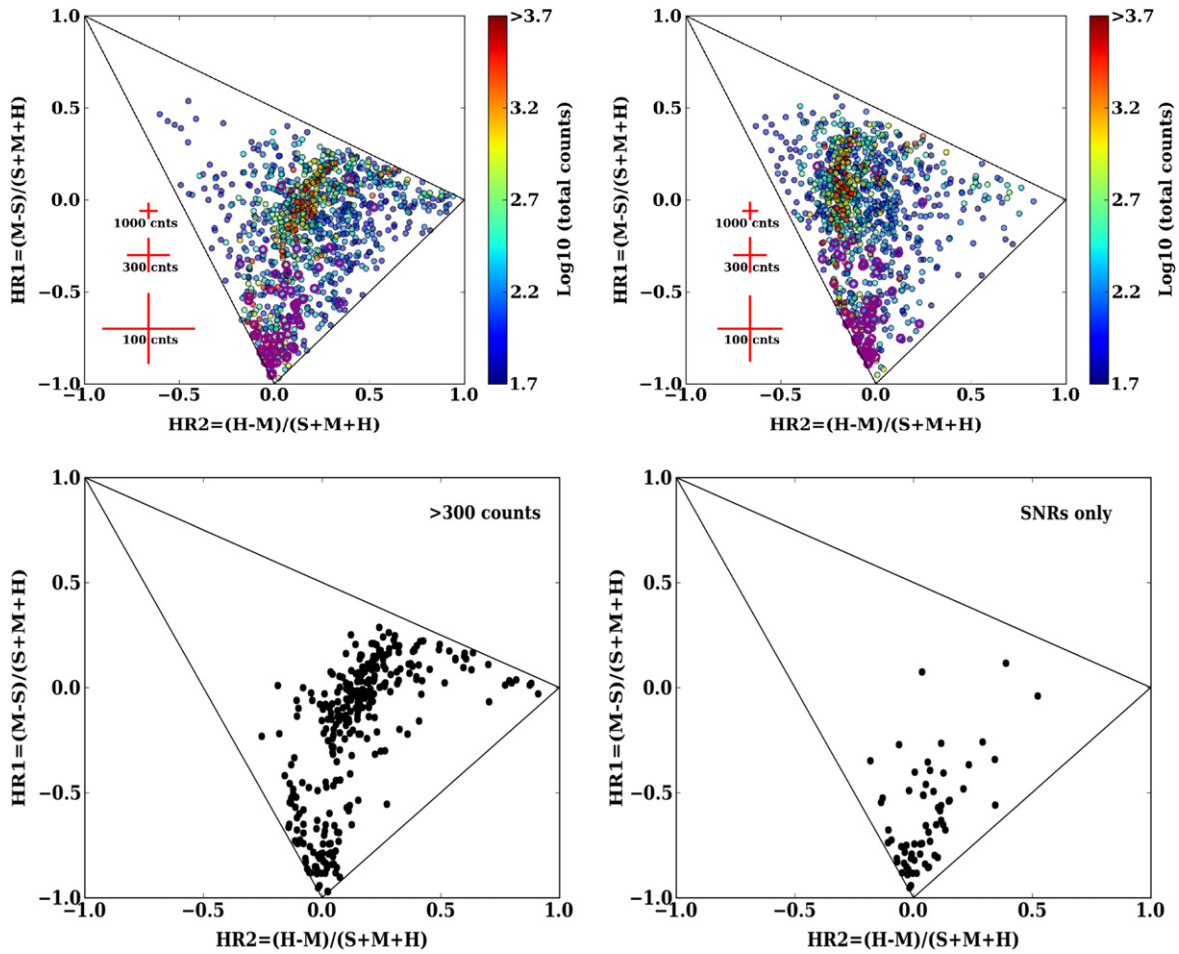 1.0
0.5
0.0
−0.5
−1.0
−1.0 −0.5 0.0 0.5 1.0
HR1=(M-S)/(S+M+H)
HR2=(H-M)/(S+M+H)
1000 cnts
300 cnts
100 cnts
>3.7
3.2
2.7
2.2
1.7
Log10 (total counts)
1.0
0.5
0.0
−0.5
−1.0
−1.0 −0.5 0.0 0.5 1.0
HR1=(M-S)/(S+M+H)
HR2=(H-M)/(S+M+H)
1000 cnts
300 cnts
100 cnts
>3.7
3.2
2.7
2.2
1.7
Log10 (total counts)
>300 counts
1.0
0.5
0.0
−0.5
−1.0
−1.0 −0.5 0.0 0.5 1.0
HR1=(M-S)/(S+M+H)
HR2=(H-M)/(S+M+H)
SNRs only
1.0
0.5
0.0
−0.5
−1.0
−1.0 −0.5 0.0 0.5 1.0
HR1=(M-S)/(S+M+H)
HR2=(H-M)/(S+M+H)